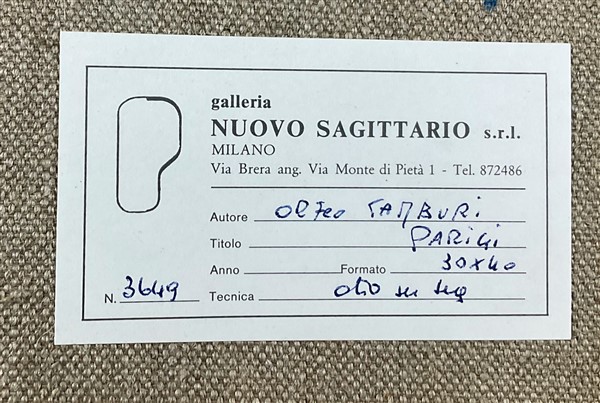 galleria
NUOVO SAGITTARIO s.r.l.
MILANO
Via Brera ang. Via Monte di Pietà 1 - Tel. 872486
Autore ORFEO TAMBURI
Titolo PARIGI
Anno Formato 30x40
N. 3649 Tecnica olio su